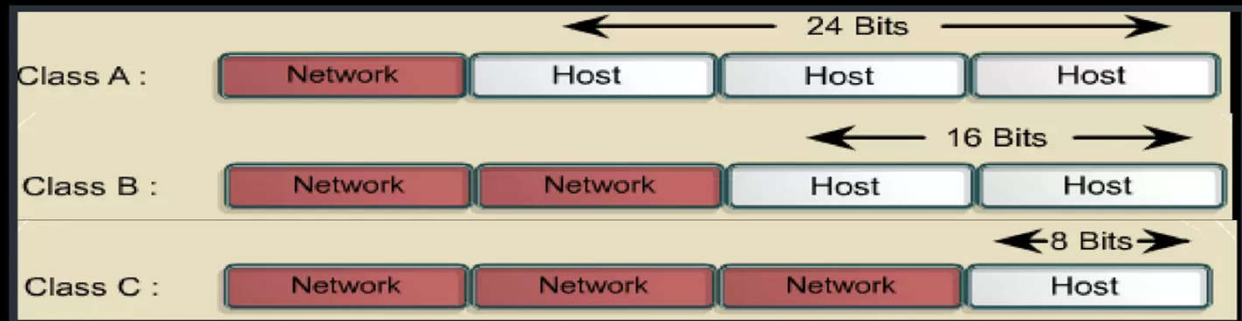 24 Bits
Class A : Network Host Host Host
16 Bits
Class B : Network Network Host Host
8 Bits
Class C : Network Network Network Host